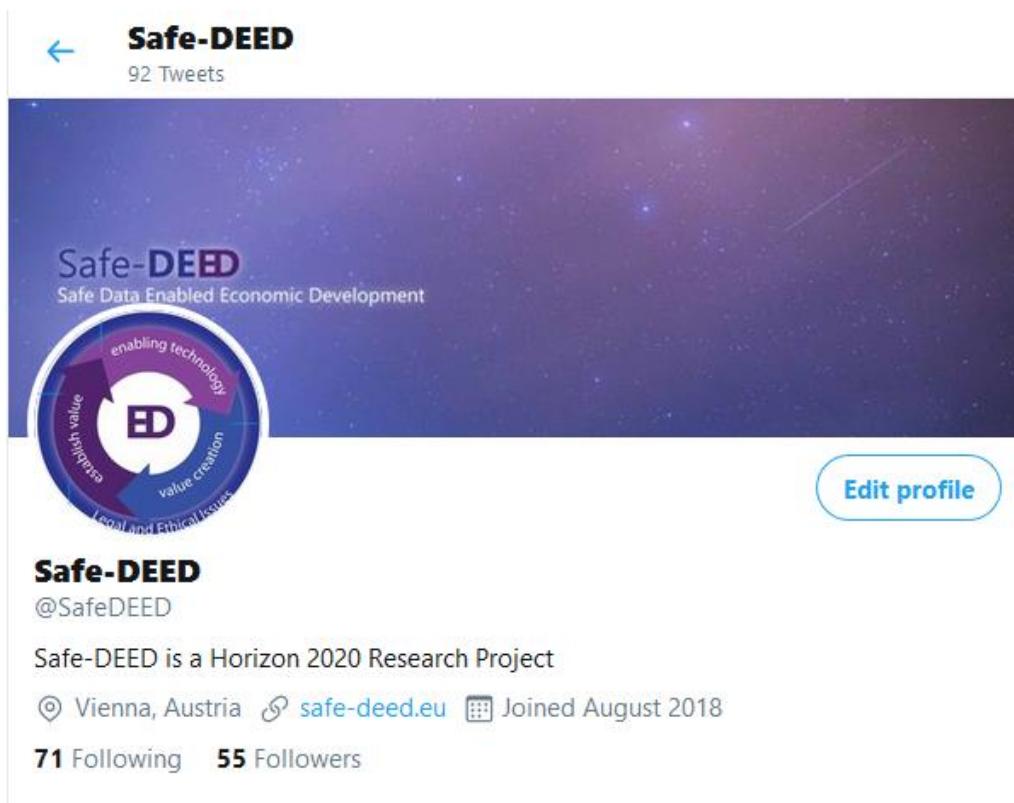 Safe-DEED
92 Tweets
Safe-DEED
Safe Data Enabled Economic Development
enabling technology
ED
establish value
value creation
Legal and Ethical Issues
Edit profile
Safe-DEED
@SafeDEED
Safe-DEED is a Horizon 2020 Research Project
Vienna, Austria safe-deed.eu Joined August 2018
71 Following 55 Followers